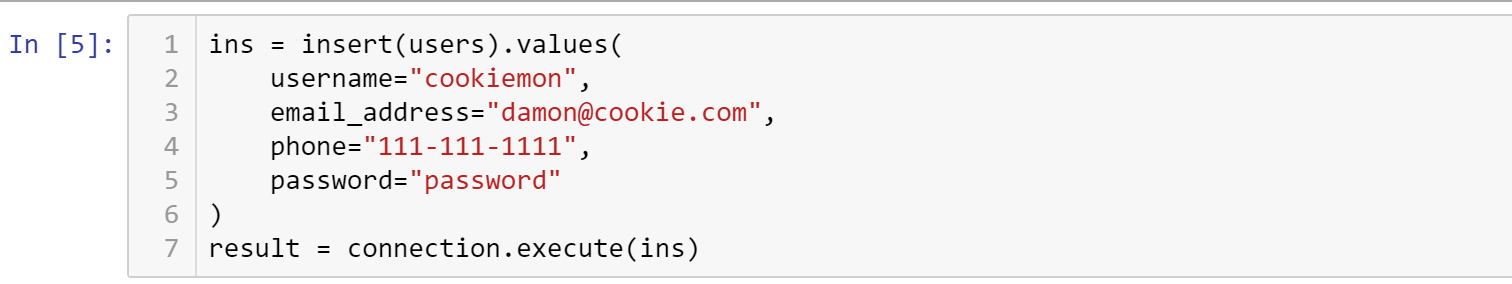 In [5]: 1 ins = insert(users).values(
2     username="cookiemon",
3     email_address="damon@cookie.com",
4     phone="111-111-1111",
5     password="password"
6 )
7 result = connection.execute(ins)